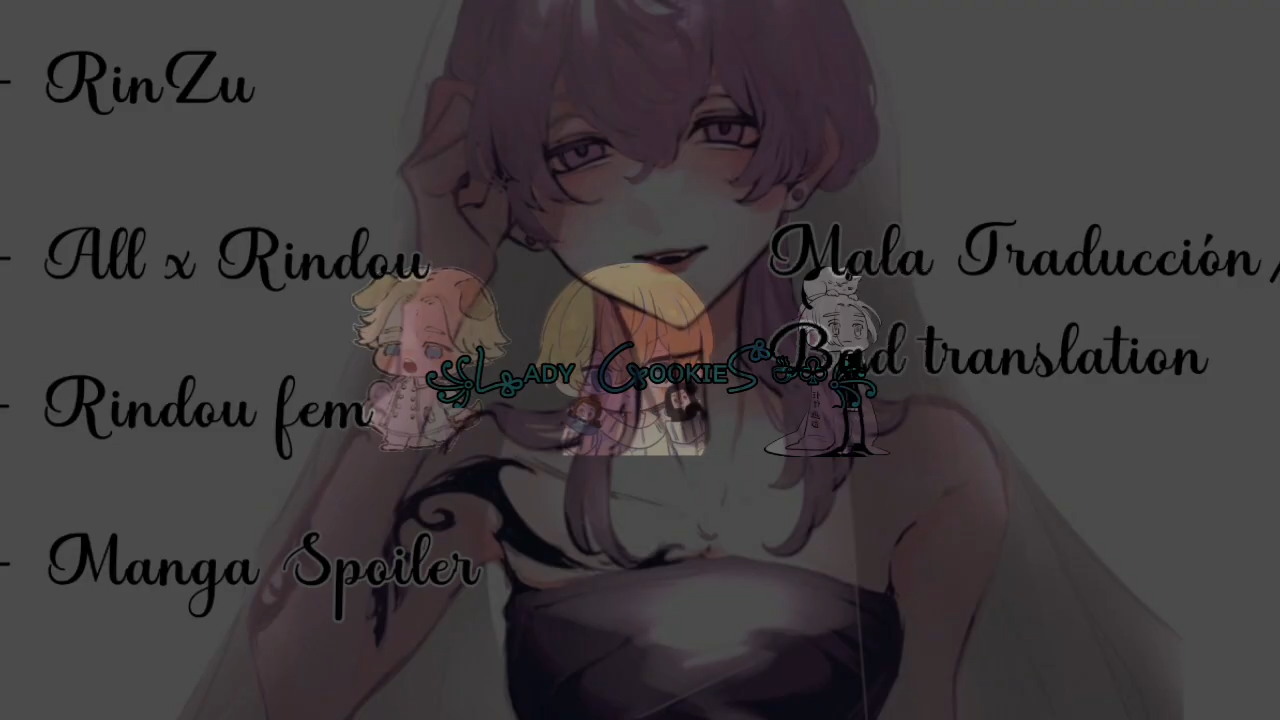 - RinZu
- All x Rindou
- Rindou fem
- Manga Spoiler
Mala Traducción/
Bad translation
Lady CookieS